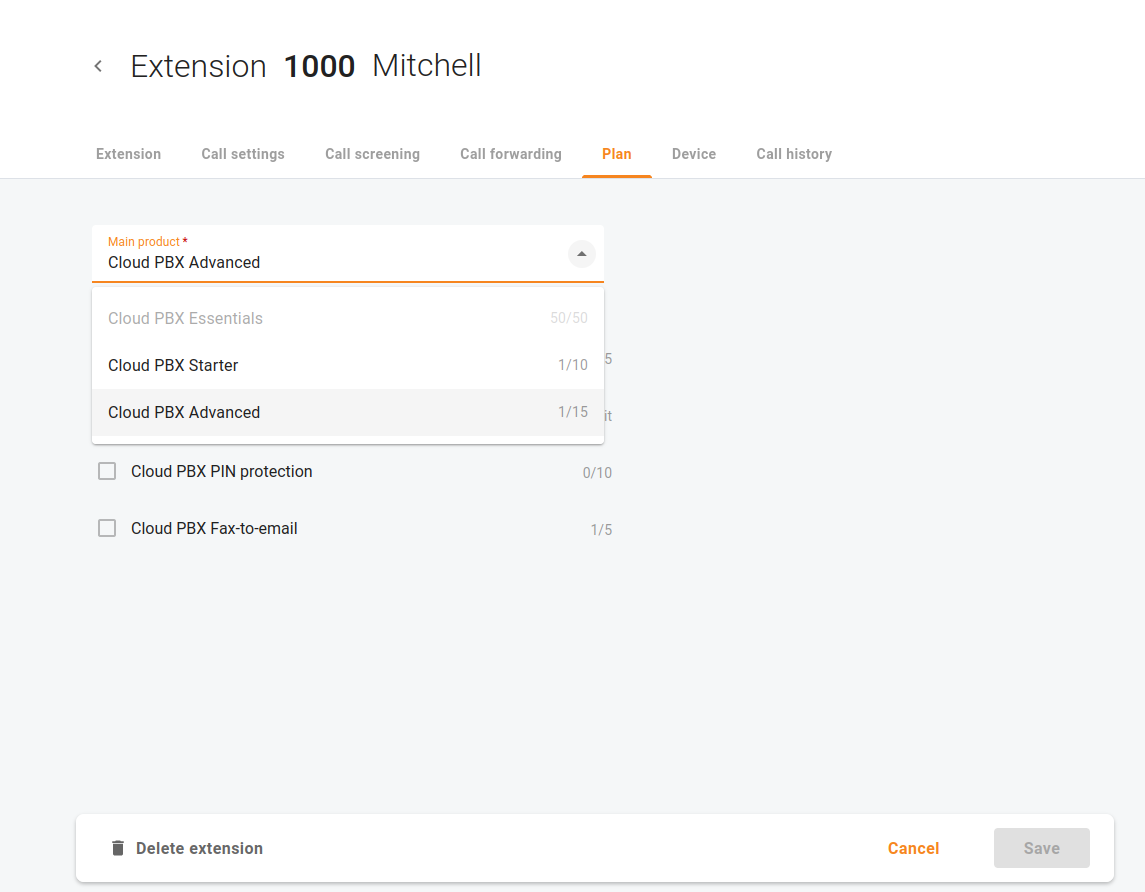 Extension 1000 Mitchell
Extension Call settings Call screening Call forwarding Plan Device Call history
Main product *
Cloud PBX Advanced
Cloud PBX Essentials 50/50
5
Cloud PBX Starter 1/10
Cloud PBX Advanced 1/15
it
Cloud PBX PIN protection 0/10
Cloud PBX Fax-to-email 1/5
Delete extension Cancel Save